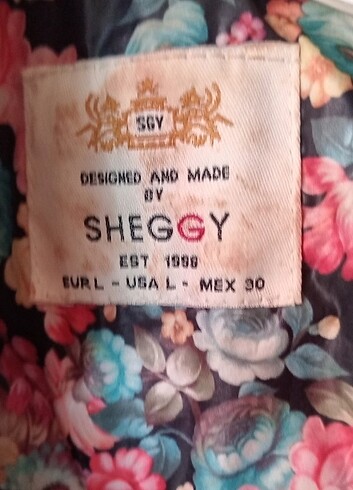 SGY
DESIGNED AND MADE
BY
SHEGGY
EST 1996
EUR L - USA L - MEX 30